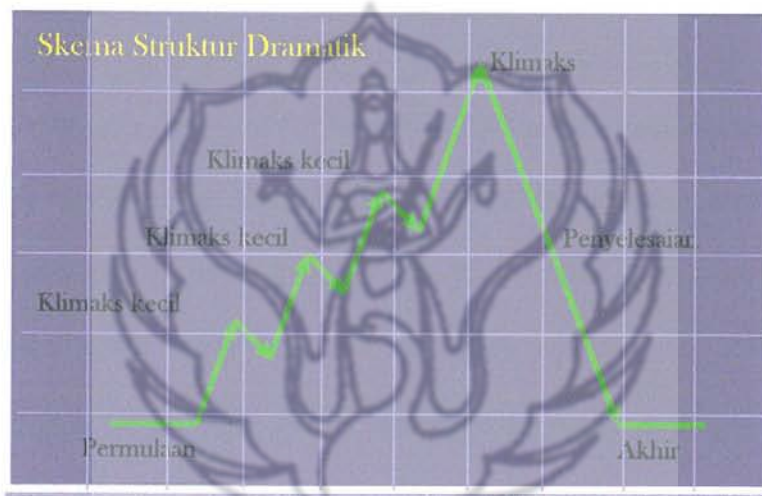 Skema Struktur Dramatik
Klimaks
Klimaks kecil
Klimaks kecil
Penyelesaian
Klimaks kecil
Permulaan
Akhir